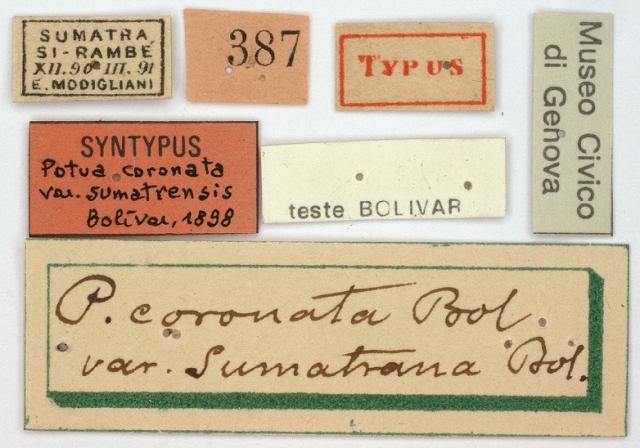 SUMATRA
SI-RAMBE
XII.90 III.91
E. MODIGLIANI
387
TYPUS
Museo Civico
di Genova
SYNTYPUS
Potua coronata
var. sumatrensis
Bolívar, 1898
teste BOLIVAR
P. coronata Bol.
var. Sumatrana Bol.